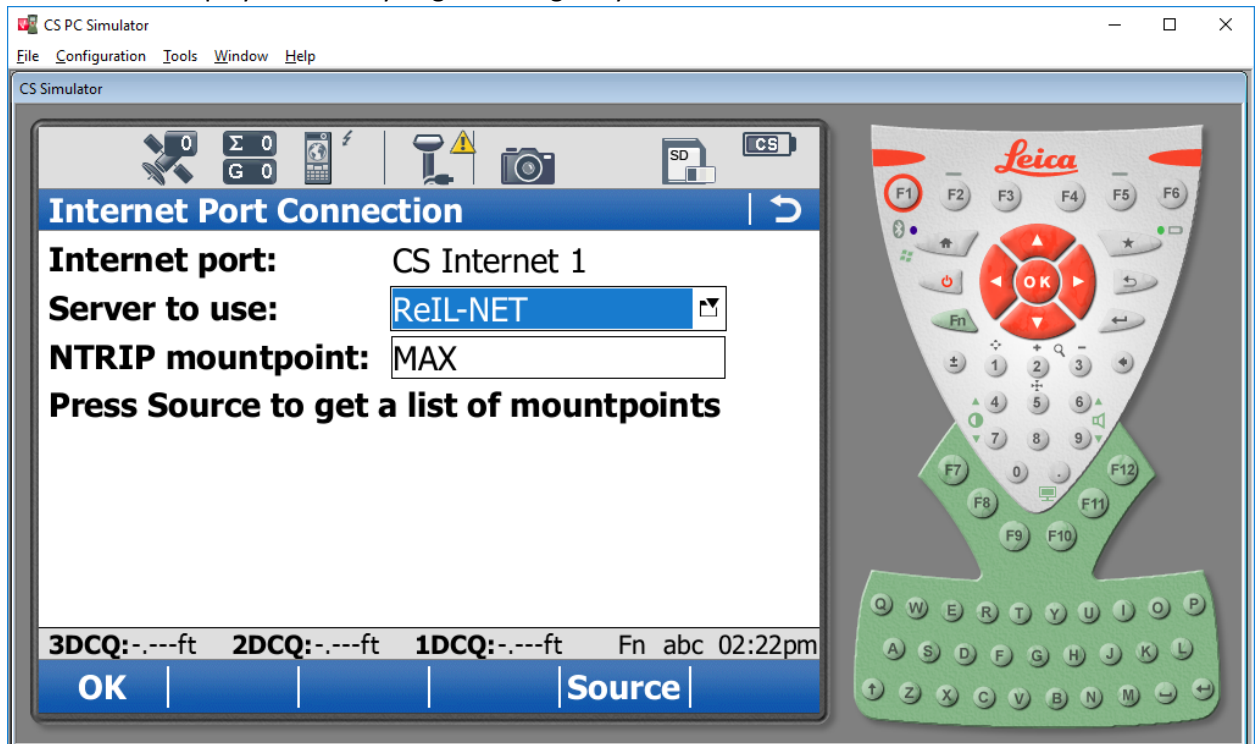 CS PC Simulator
File Configuration Tools Window Help
CS Simulator
0 Σ 0 G 0 SD CS
Internet Port Connection
Internet port: CS Internet 1
Server to use: ReIL-NET
NTRIP mountpoint: MAX
Press Source to get a list of mountpoints
3DCQ:-.---ft 2DCQ:-.---ft 1DCQ:-.---ft Fn abc 02:22pm
OK Source
Leica
F1 F2 F3 F4 F5 F6
OK
Fn
± 1 2 3
4 5 6
7 8 9
F7 0 . F12
F8 F11
F9 F10
Q W E R T Y U I O P
A S D F G H J K L
Z X C V B N M